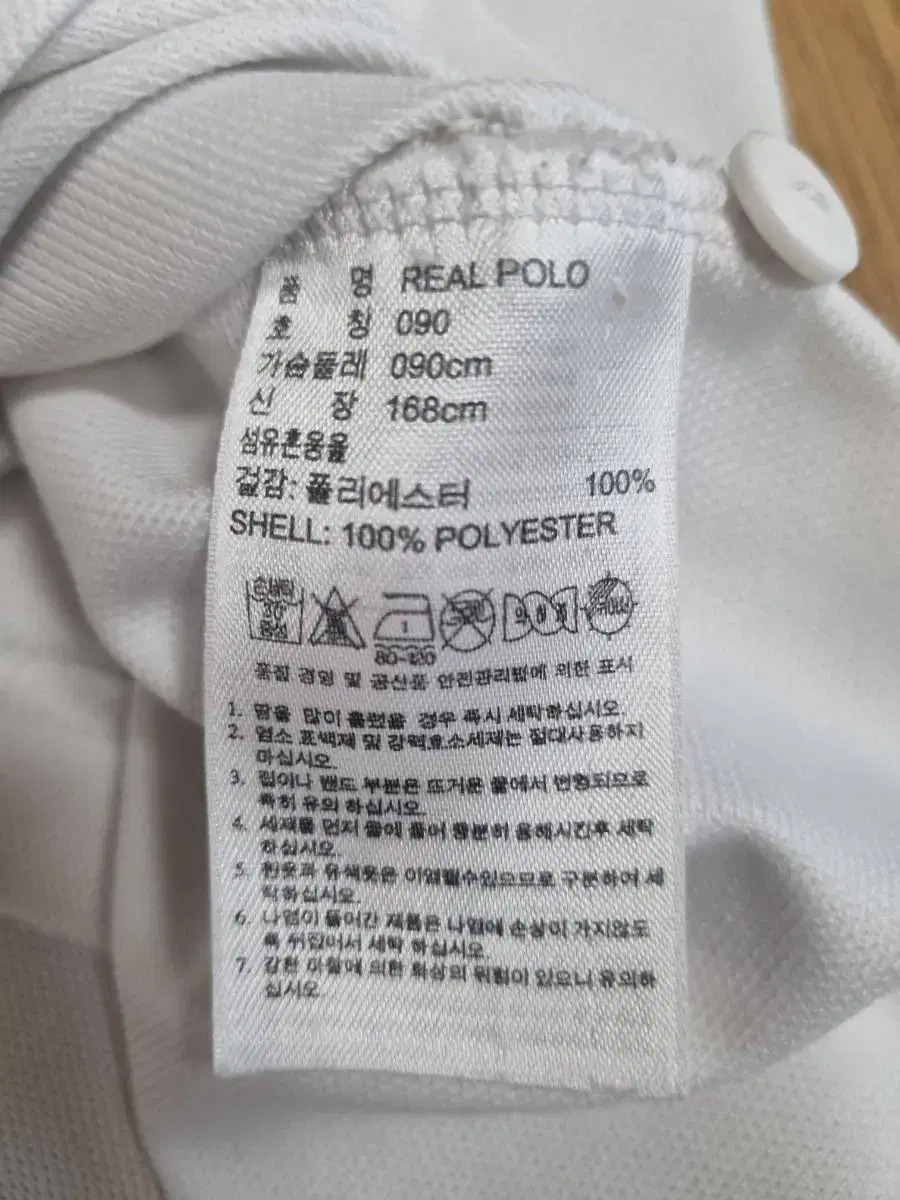 품 명 REAL POLO
호 칭 090
가슴둘레 090cm
신 장 168cm
섬유혼용율
겉감: 폴리에스터 100%
SHELL: 100% POLYESTER
손세탁
30
중성
80~120
품질 경영 및 공산품 안전관리법에 의한 표시
1. 땀을 많이 흘렸을 경우 즉시 세탁하십시오
2. 염소 표백제 및 강력효소세제는 절대사용하지
마십시오.
3. 립이나 밴드 부분은 뜨거운 물에서 변형되므로
특히 유의 하십시오.
4. 세제를 먼저 물에 풀어 충분히 용해시킨후 세탁
하십시오.
5. 흰옷과 유색옷은 이염될수있으므로 구분하여 세
탁하십시오.
6. 나염이 들어간 제품은 나염에 손상이 가지않도
록 뒤집어서 세탁 하십시오.
7. 강한 마찰에 의한 화상의 위험이 있으니 유의하
십시오.